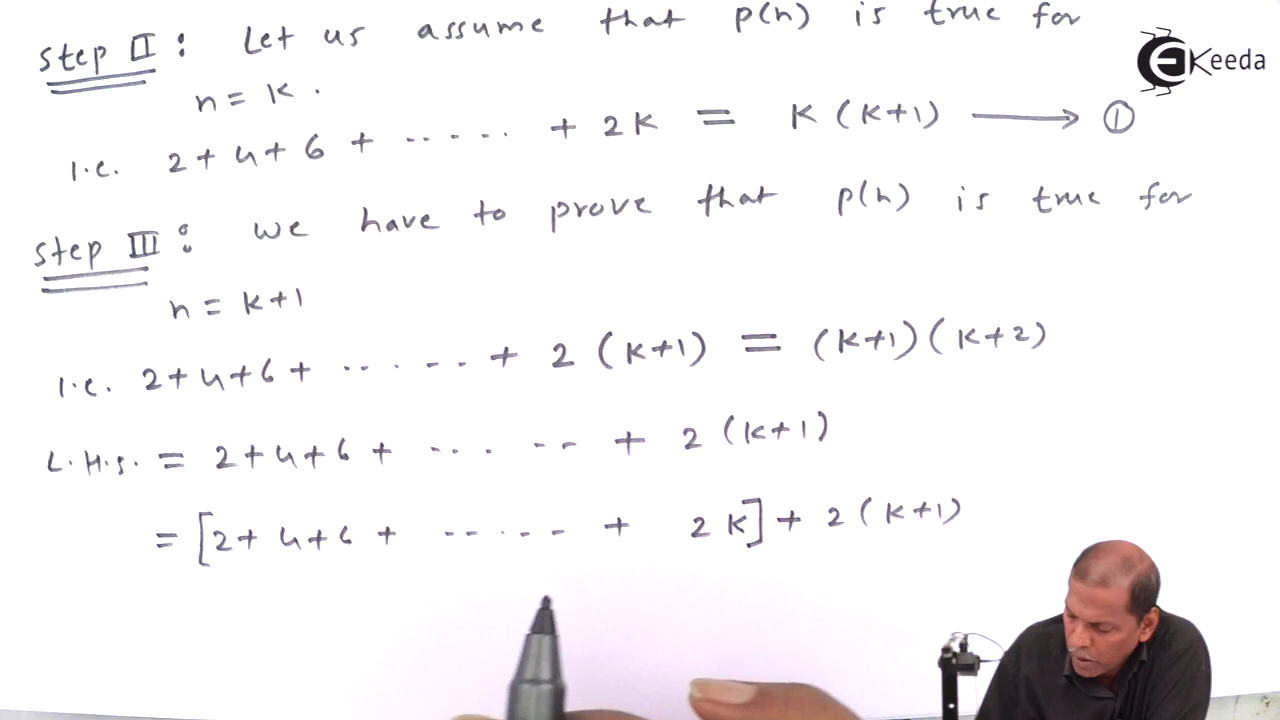 Step II : Let us assume that p(n) is true for
n = k .
i.e. 2 + 4 + 6 + ...... + 2k = k (k+1) ⟶ ①
Step III : we have to prove that p(n) is true for
n = k+1
i.e. 2+4+6+ ....... + 2 (k+1) = (k+1)(k+2)
L.H.S. = 2+4+6 + ..... + 2 (k+1)
= [2+ 4+6 + ...... + 2k] + 2 (k+1)
EKeeda